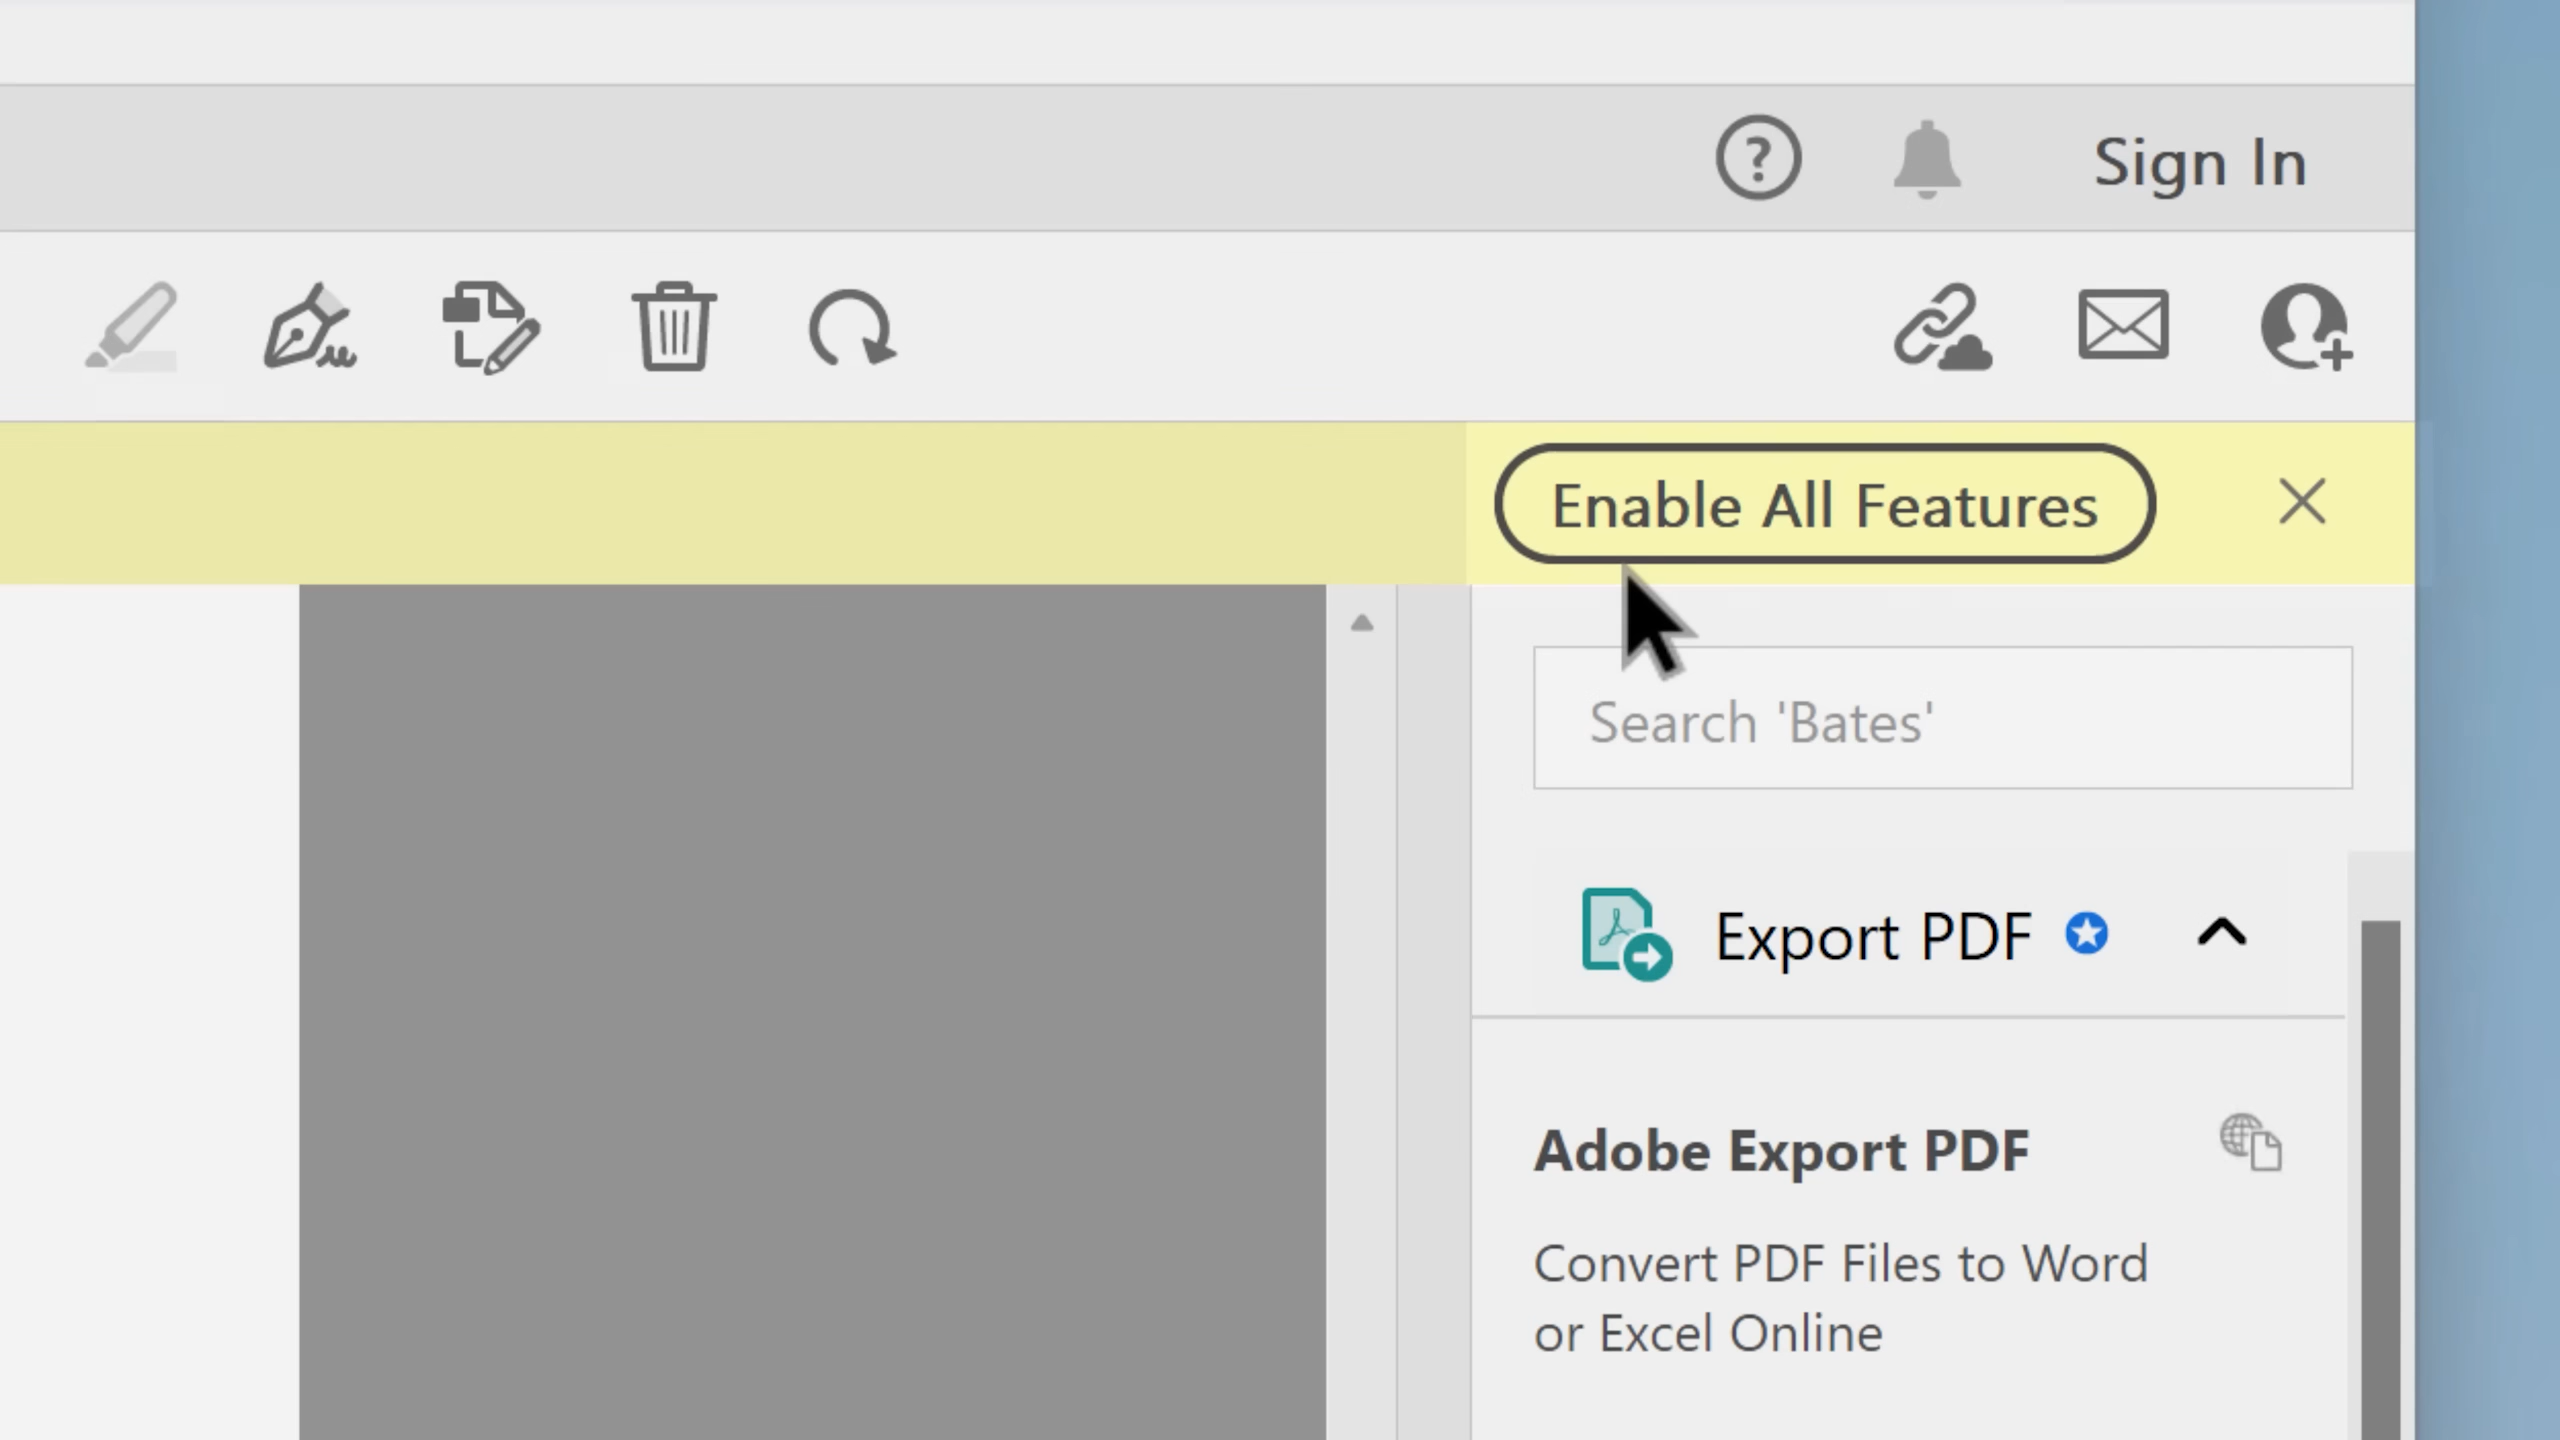 Sign In
Enable All Features
Search 'Bates'
Export PDF
Adobe Export PDF
Convert PDF Files to Word
or Excel Online